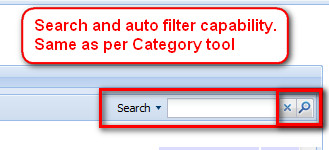 Search and auto filter capability.
Same as per Category tool
Search